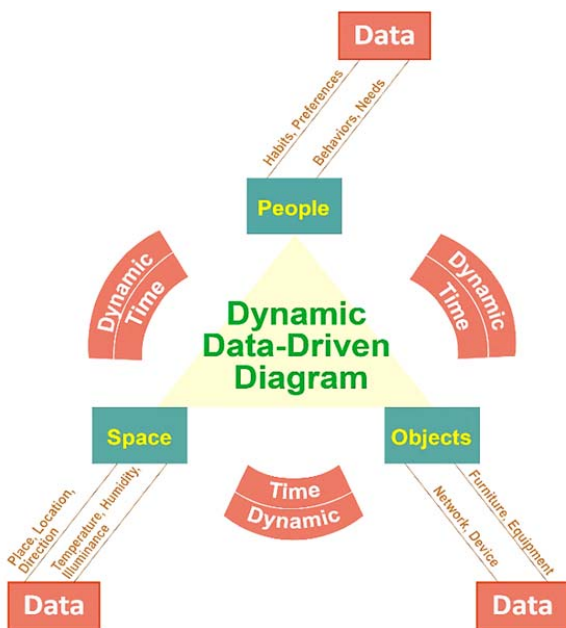 Data
Habits, Preferences
Behaviors, Needs
People
Dynamic
Time
Dynamic
Time
Dynamic
Data-Driven
Diagram
Space
Objects
Time
Dynamic
Place, Location,
Direction
Temperature, Humidity,
Illuminance
Network, Device
Furniture, Equipment
Data
Data